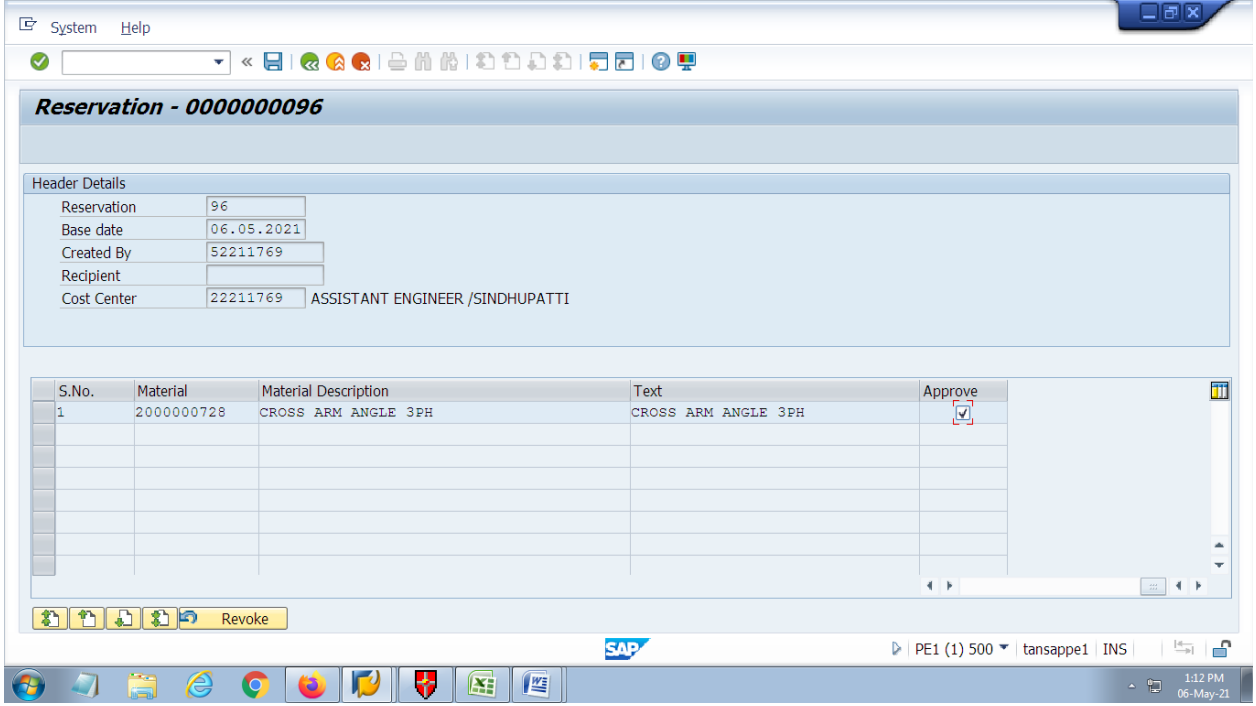 System Help
Reservation - 0000000096
Header Details
Reservation 96
Base date 06.05.2021
Created By 52211769
Recipient
Cost Center 22211769 ASSISTANT ENGINEER /SINDHUPATTI
S.No. Material Material Description Text Approve
1 2000000728 CROSS ARM ANGLE 3PH CROSS ARM ANGLE 3PH
Revoke
SAP PE1 (1) 500 tansappe1 INS
1:12 PM
06-May-21